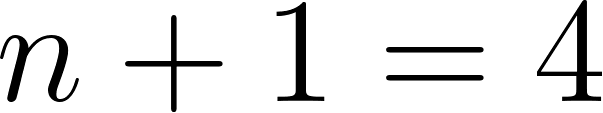 n + 1 = 4